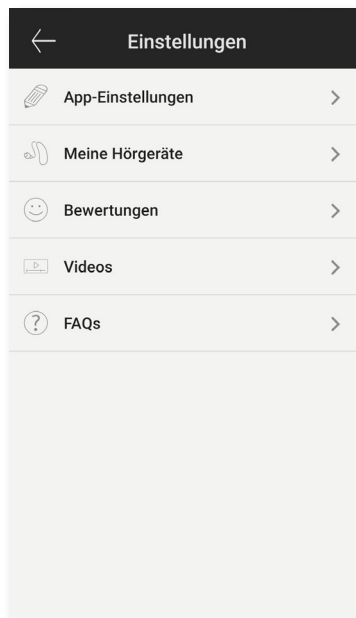 Einstellungen
App-Einstellungen
Meine Hörgeräte
Bewertungen
Videos
FAQs